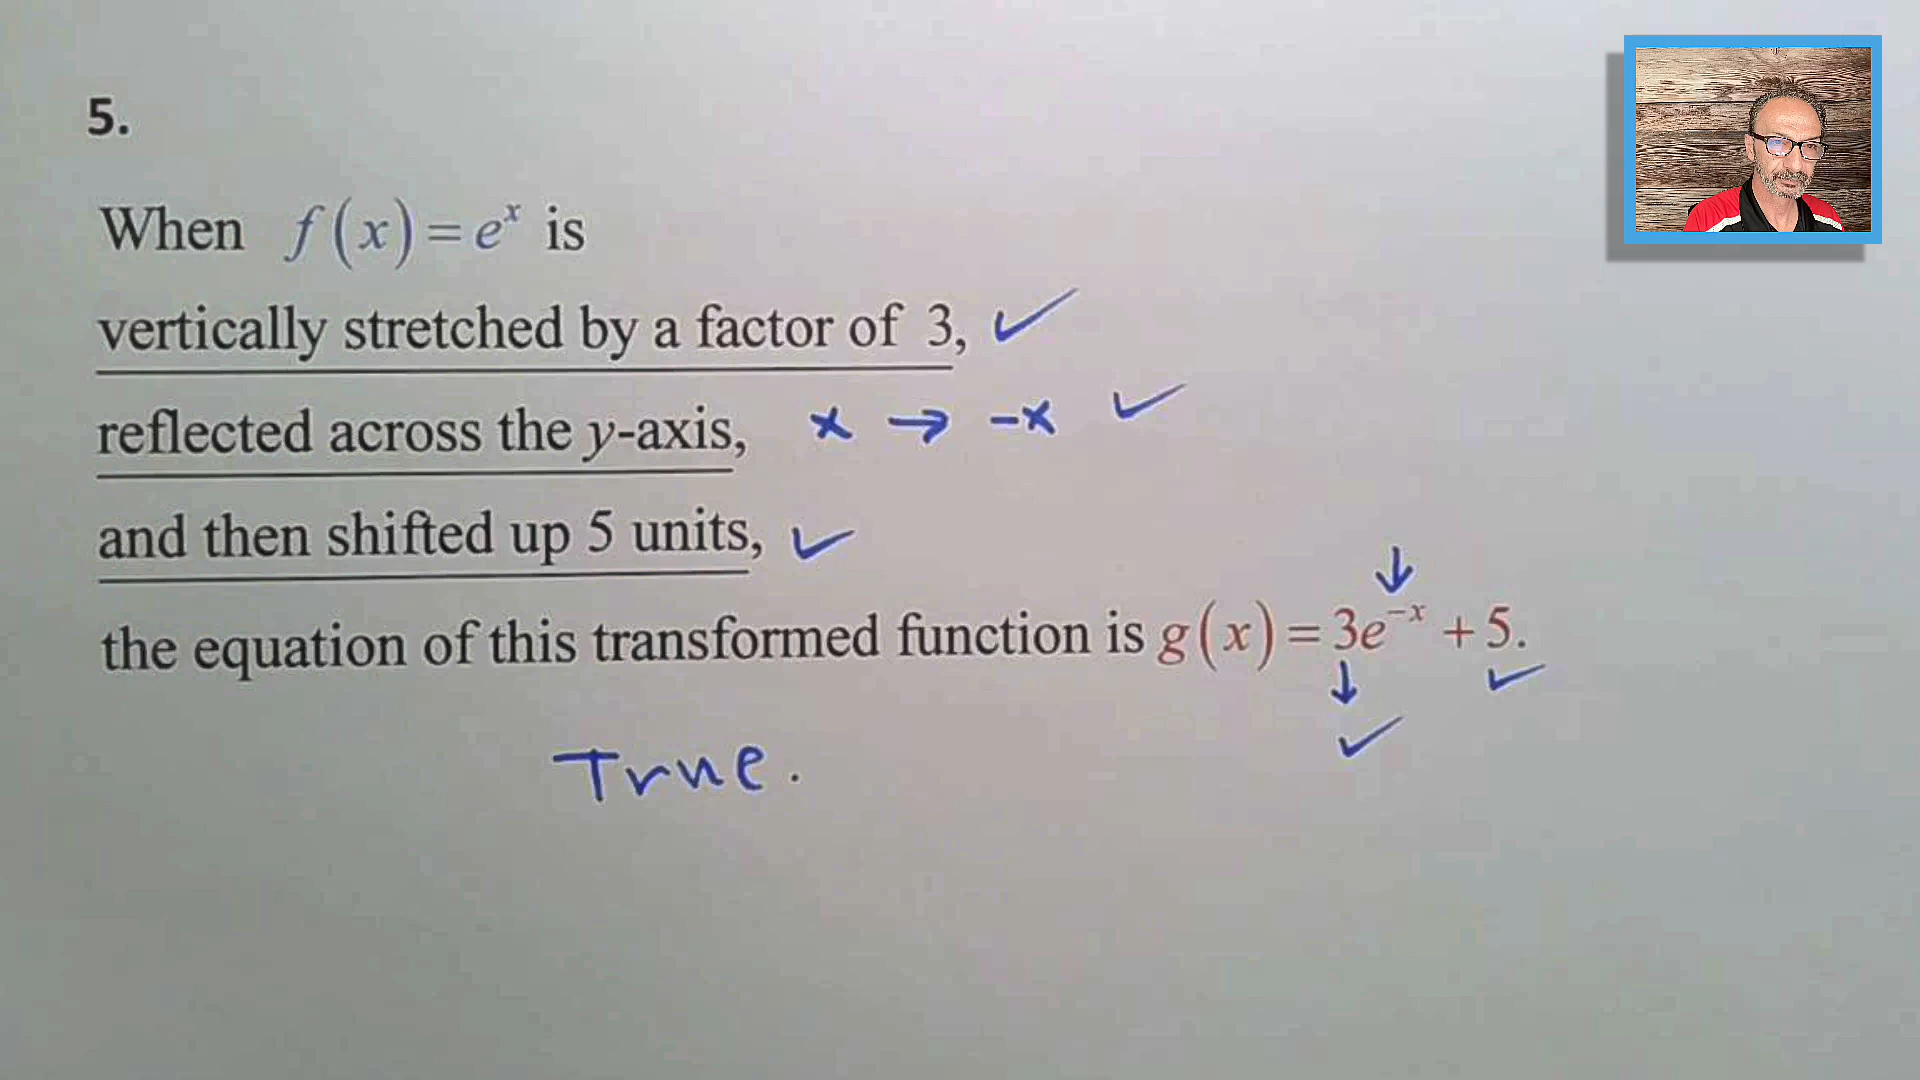 5.
When f(x) = eˣ is
vertically stretched by a factor of 3, ✓
reflected across the y-axis, x → -x ✓
and then shifted up 5 units, ✓
the equation of this transformed function is g(x) = 3e⁻ˣ + 5.
True.